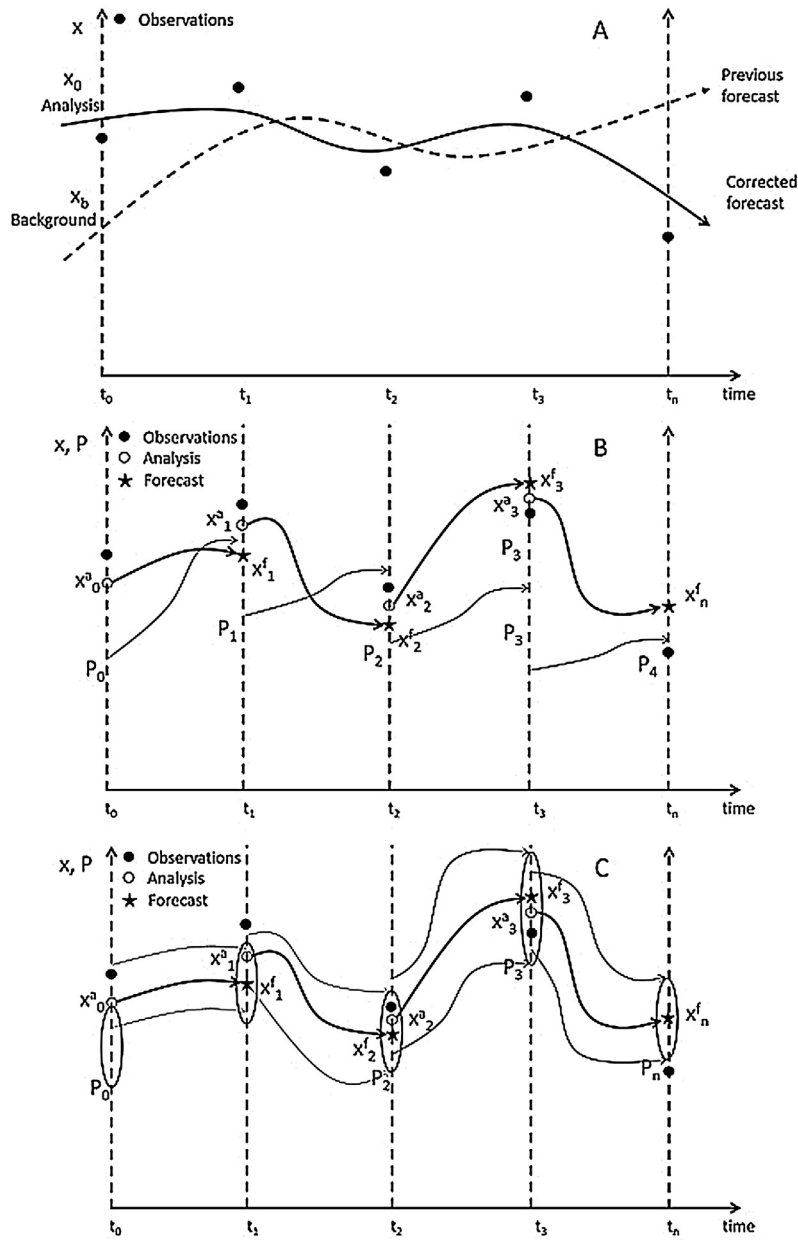 x
Observations
A
x₀
Analysis
Previous
forecast
x_b
Background
Corrected
forecast
t₀ t₁ t₂ t₃ tₙ time
x, P
Observations
Analysis
Forecast
B
xᵃ₀
xᵃ₁
xᶠ₁
xᵃ₂
xᶠ₂
xᶠ₃
xᵃ₃
xᶠₙ
P₀
P₁
P₂
P₃
P₃
P₄
t₀ t₁ t₂ t₃ tₙ time
x, P
Observations
Analysis
Forecast
C
xᵃ₀
xᵃ₁
xᶠ₁
xᵃ₂
xᶠ₂
xᶠ₃
xᵃ₃
xᶠₙ
P₀
P₂
P₃
Pₙ
t₀ t₁ t₂ t₃ tₙ time